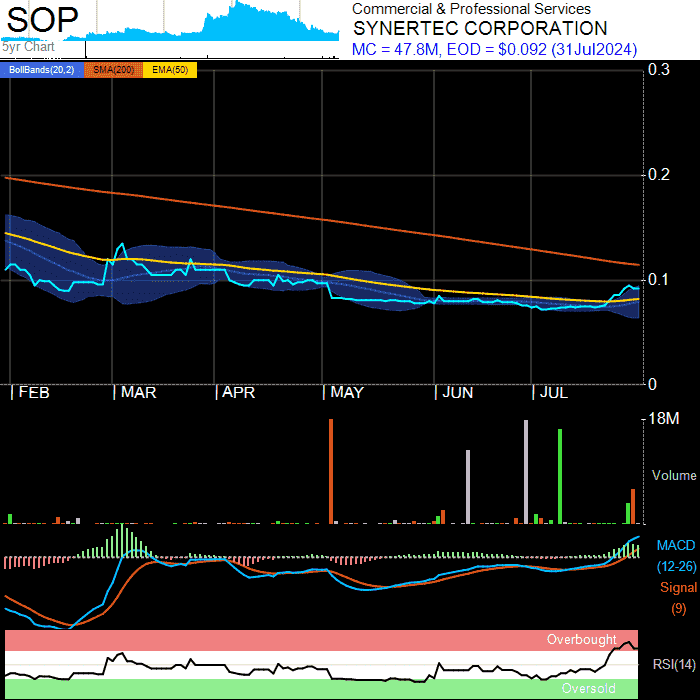 SOP
5yr Chart
Commercial & Professional Services
SYNERTEC CORPORATION
MC = 47.8M, EOD = $0.092 (31Jul2024)
BollBands(20,2) SMA(200) EMA(50)
0.3
0.2
0.1
0
FEB MAR APR MAY JUN JUL
18M
Volume
MACD
(12-26)
Signal
(9)
Overbought
RSI(14)
Oversold